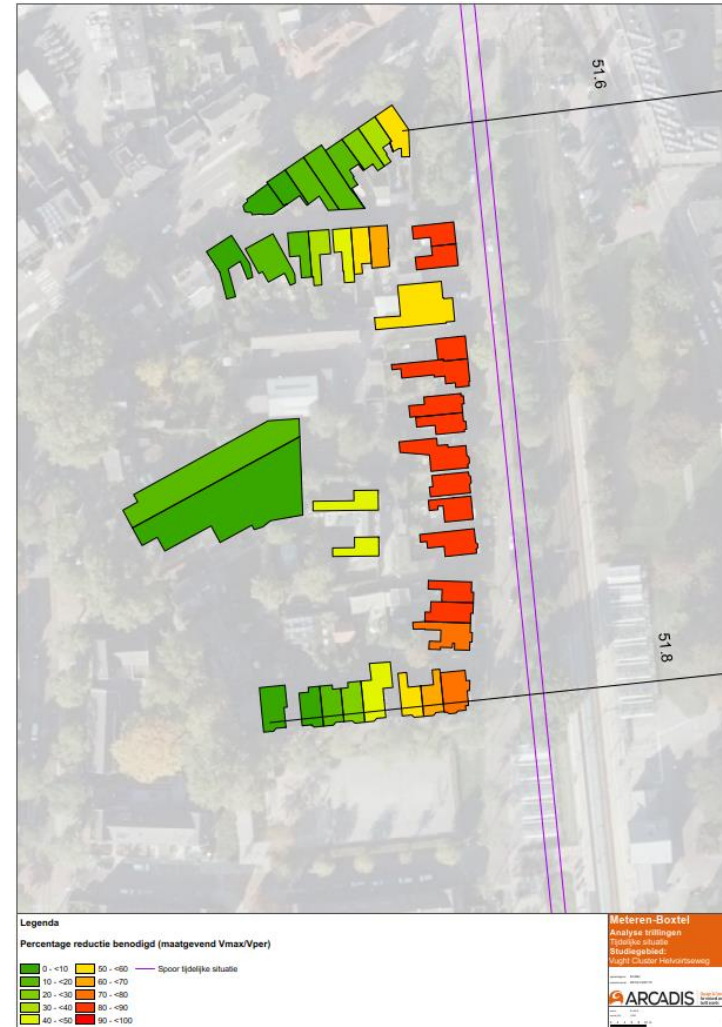 51.6
51.8
Legenda
Percentage reductie benodigd (maatgevend Vmax/Vper)
0 - <10
10 - <20
20 - <30
30 - <40
40 - <50
50 - <60
60 - <70
70 - <80
80 - <90
90 - <100
Spoor tijdelijke situatie
Meteren-Boxtel
Analyse trillingen
Tijdelijke situatie
Studiegebied:
Vught Cluster Helvoirtseweg
ARCADIS